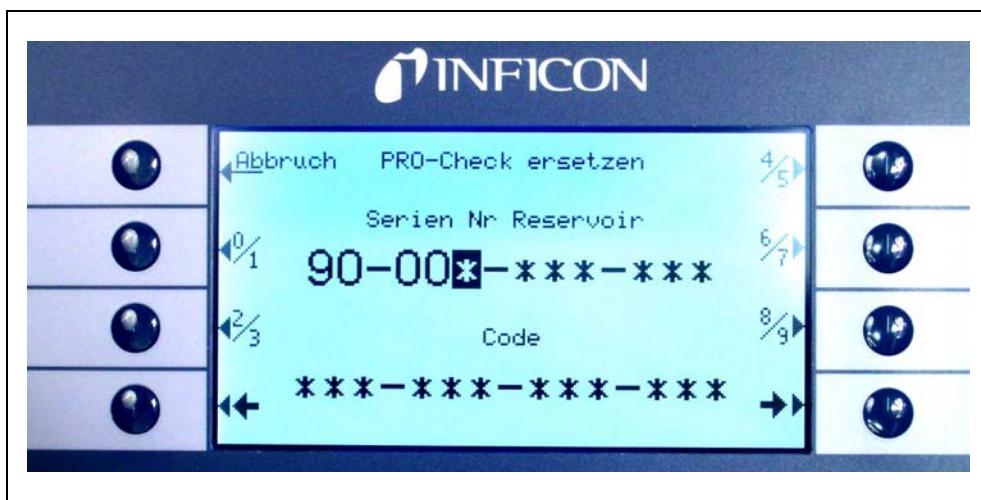 INFICON
Abbruch PRO-Check ersetzen 4/5
Serien Nr Reservoir
0/1 6/7
90-00*-***-***
2/3 Code 8/9
***-***-***-***